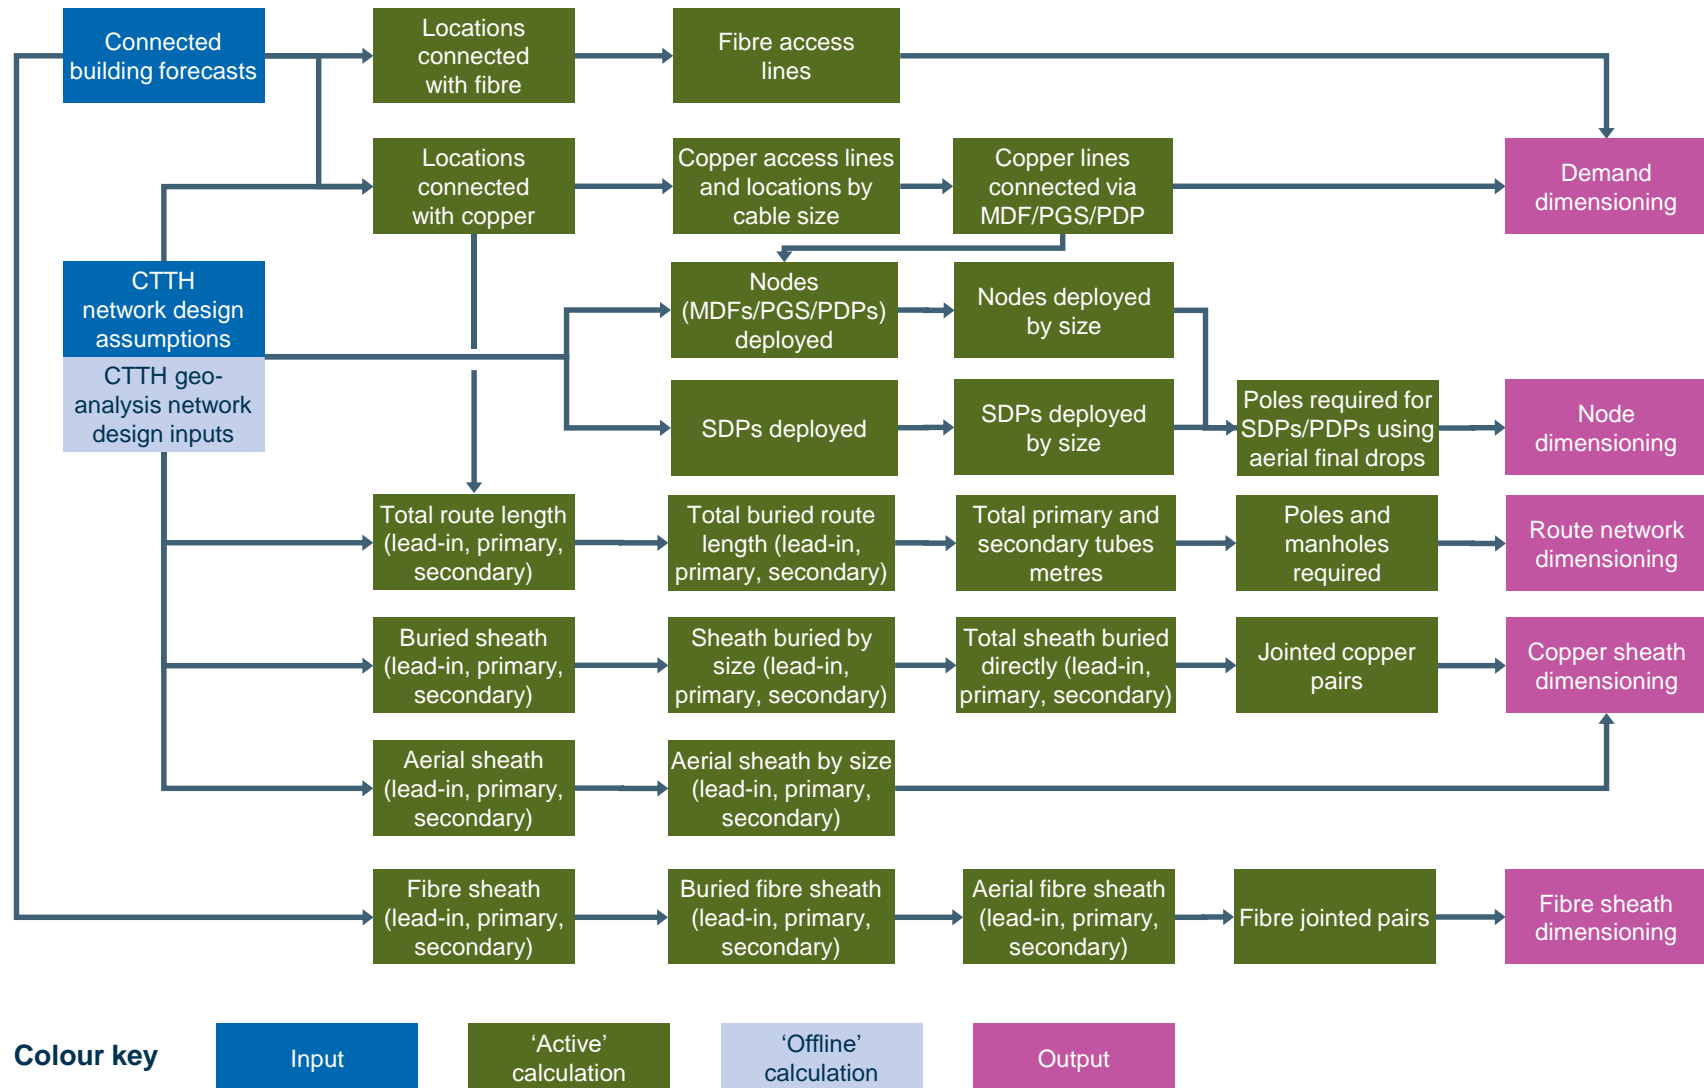 Connected
building forecasts
Locations
connected
with fibre
Fibre access
lines
Locations
connected
with copper
Copper access lines
and locations by
cable size
Copper lines
connected via
MDF/PGS/PDP
Demand
dimensioning
CTTH
network design
assumptions
CTTH geo-
analysis network
design inputs
Nodes
(MDFs/PGS/PDPs)
deployed
Nodes deployed
by size
SDPs deployed
SDPs deployed
by size
Poles required for
SDPs/PDPs using
aerial final drops
Node
dimensioning
Total route length
(lead-in, primary,
secondary)
Total buried route
length (lead-in,
primary, secondary)
Total primary and
secondary tubes
metres
Poles and
manholes
required
Route network
dimensioning
Buried sheath
(lead-in, primary,
secondary)
Sheath buried by
size (lead-in,
primary, secondary)
Total sheath buried
directly (lead-in,
primary, secondary)
Jointed copper
pairs
Copper sheath
dimensioning
Aerial sheath
(lead-in, primary,
secondary)
Aerial sheath by size
(lead-in, primary,
secondary)
Fibre sheath
(lead-in, primary,
secondary)
Buried fibre sheath
(lead-in, primary,
secondary)
Aerial fibre sheath
(lead-in, primary,
secondary)
Fibre jointed pairs
Fibre sheath
dimensioning
Colour key
Input
‘Active’
calculation
‘Offline’
calculation
Output